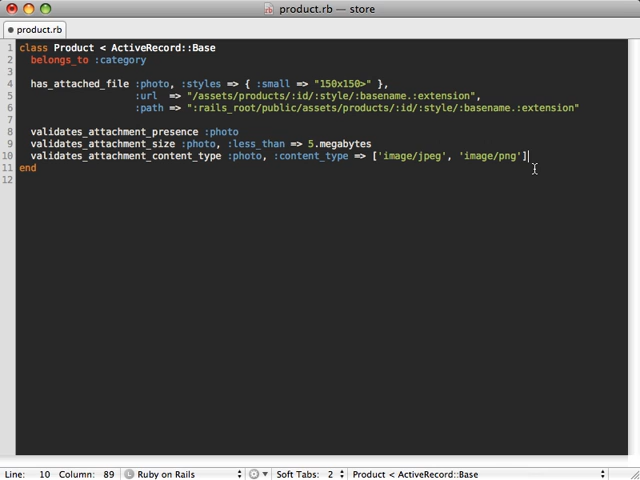 product.rb — store
product.rb
1 class Product < ActiveRecord::Base
2 belongs_to :category
3
4 has_attached_file :photo, :styles => { :small => "150x150>" },
5 :url => "/assets/products/:id/:style/:basename.:extension",
6 :path => ":rails_root/public/assets/products/:id/:style/:basename.:extension"
7
8 validates_attachment_presence :photo
9 validates_attachment_size :photo, :less_than => 5.megabytes
10 validates_attachment_content_type :photo, :content_type => ['image/jpeg', 'image/png']
11 end
12
Line: 10 Column: 89 L Ruby on Rails Soft Tabs: 2 Product < ActiveRecord::Base